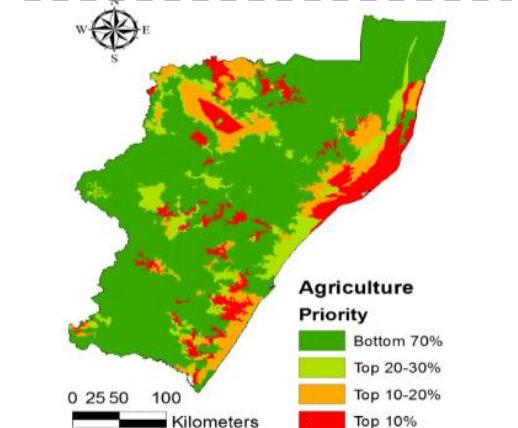 N
W E
S
Agriculture
Priority
Bottom 70%
Top 20-30%
Top 10-20%
Top 10%
0 25 50 100
Kilometers